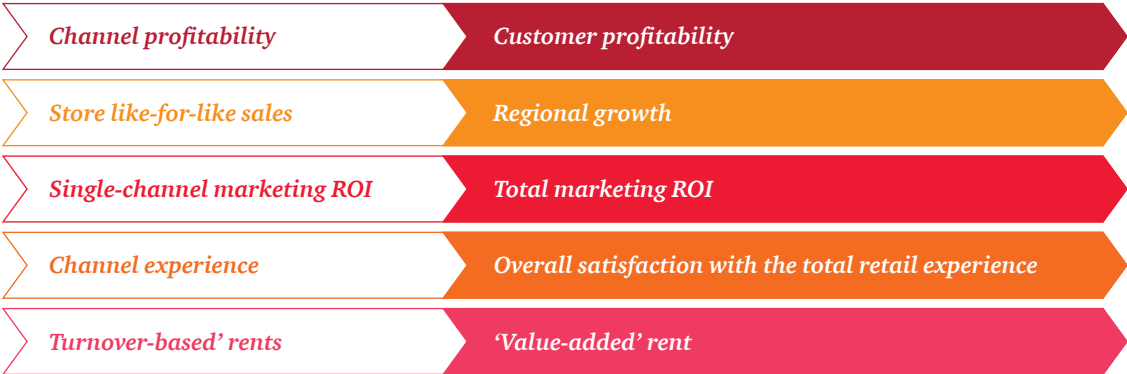 Channel profitability
Customer profitability
Store like-for-like sales
Regional growth
Single-channel marketing ROI
Total marketing ROI
Channel experience
Overall satisfaction with the total retail experience
Turnover-based’ rents
‘Value-added’ rent